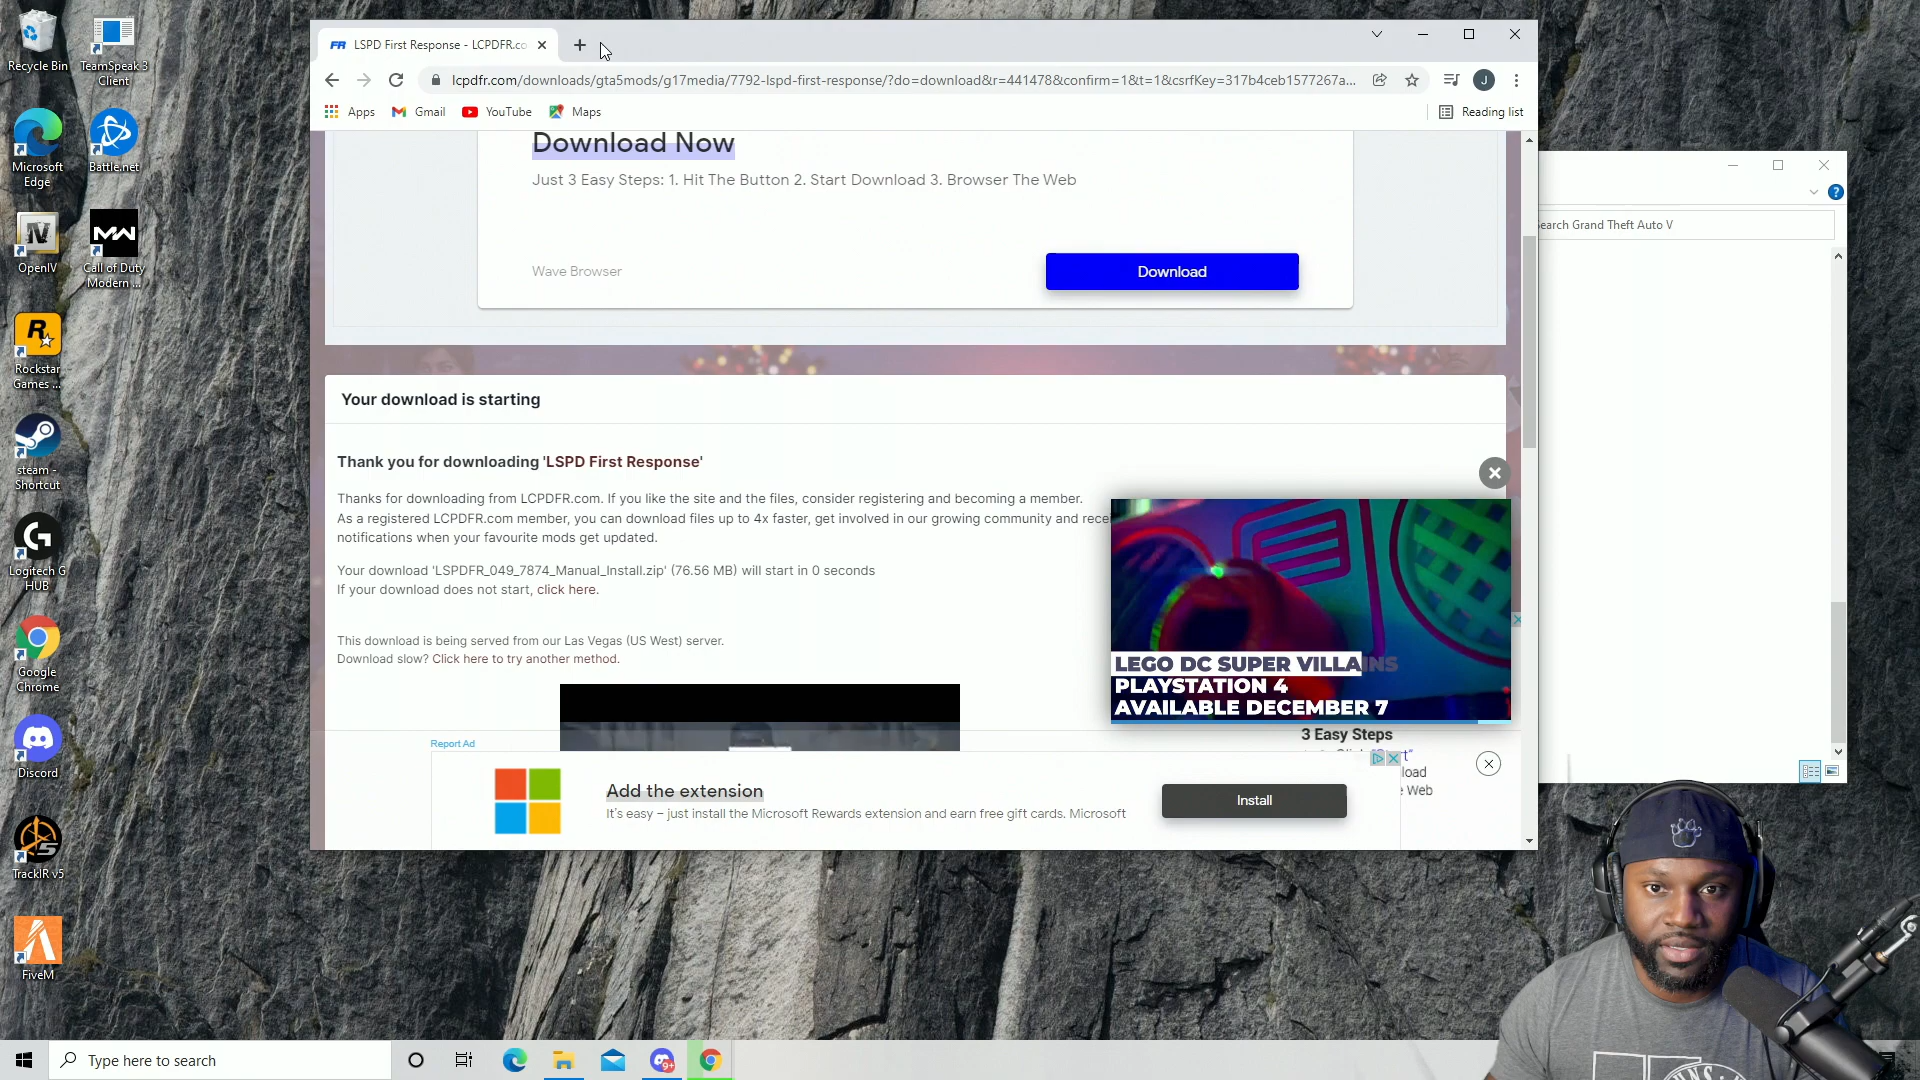 Recycle Bin
TeamSpeak 3
Client
Microsoft
Edge
Battle.net
OpenIV
Call of Duty
Modern ...
Rockstar
Games ...
steam -
Shortcut
Logitech G
HUB
Google
Chrome
Discord
TrackIR v5
FiveM
LSPD First Response - LCPDFR.co
lcpdfr.com/downloads/gta5mods/g17media/7792-lspd-first-response/?do=download&r=441478&confirm=1&t=1&csrfKey=317b4ceb1577267a...
J
Apps
Gmail
YouTube
Maps
Reading list
Download Now
Just 3 Easy Steps: 1. Hit The Button 2. Start Download 3. Browser The Web
Wave Browser
Download
Your download is starting
Thank you for downloading 'LSPD First Response'
Thanks for downloading from LCPDFR.com. If you like the site and the files, consider registering and becoming a member.
As a registered LCPDFR.com member, you can download files up to 4x faster, get involved in our growing community and recei
notifications when your favourite mods get updated.
Your download 'LSPDFR_049_7874_Manual_Install.zip' (76.56 MB) will start in 0 seconds
If your download does not start, click here.
This download is being served from our Las Vegas (US West) server.
Download slow? Click here to try another method.
LEGO DC SUPER VILLAINS
PLAYSTATION 4
AVAILABLE DECEMBER 7
3 Easy Steps
load
e Web
Report Ad
Add the extension
It's easy – just install the Microsoft Rewards extension and earn free gift cards. Microsoft
Install
earch Grand Theft Auto V
Type here to search